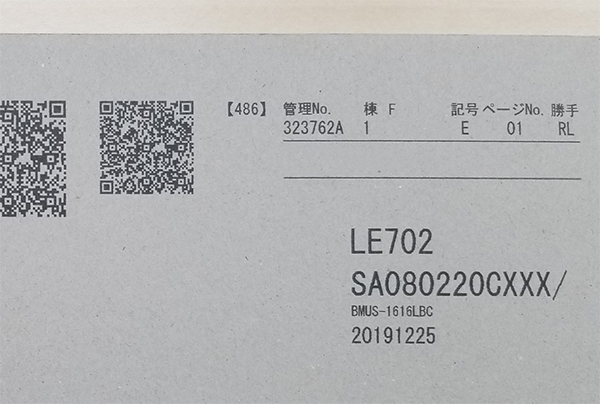 【486】 管理No. 棟 F 記号 ページNo. 勝手
323762A 1 E 01 RL
LE702
SA080220CXXX/
BMUS-1616LBC
20191225